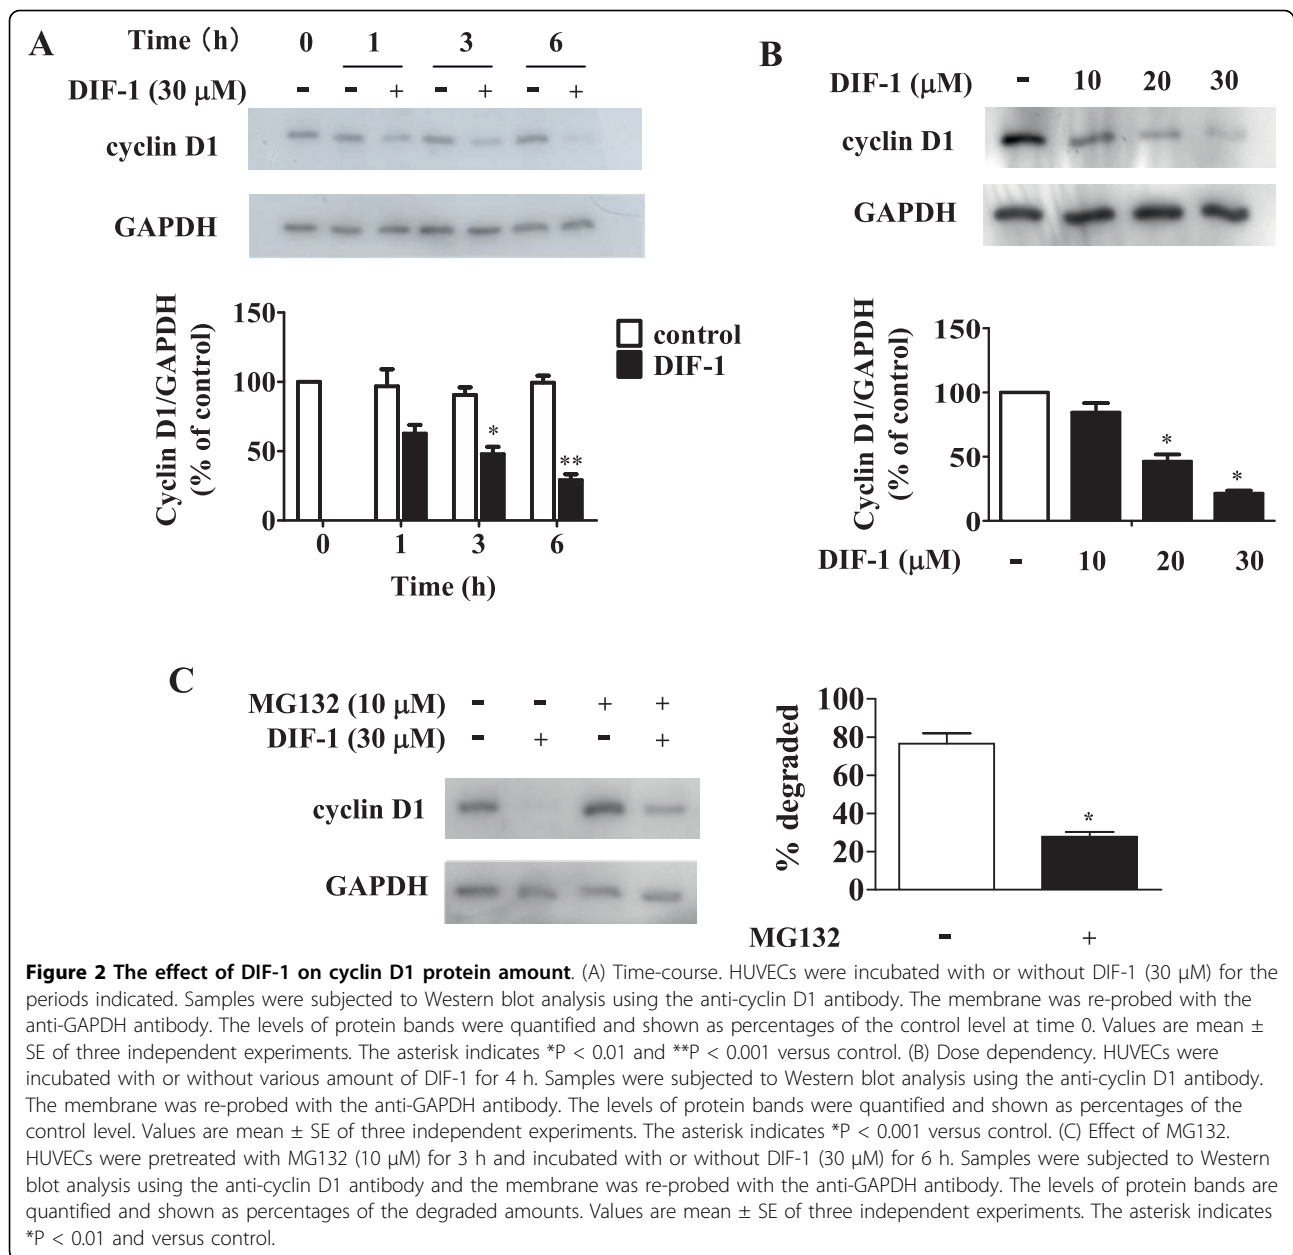 A
Time (h) 0 1 3 6
DIF-1 (30 μM) - - + - + - +
cyclin D1
GAPDH
Cyclin D1/GAPDH
(% of control)
150
100
50
0
* **
0 1 3 6
Time (h)
control
DIF-1
B
DIF-1 (μM) - 10 20 30
cyclin D1
GAPDH
Cyclin D1/GAPDH
(% of control)
150
100
50
0
* *
DIF-1 (μM) - 10 20 30
C
MG132 (10 μM) - - + +
DIF-1 (30 μM) - + - +
cyclin D1
GAPDH
% degraded
100
80
60
40
20
0
*
MG132 - +
Figure 2 The effect of DIF-1 on cyclin D1 protein amount. (A) Time-course. HUVECs were incubated with or without DIF-1 (30 μM) for the
periods indicated. Samples were subjected to Western blot analysis using the anti-cyclin D1 antibody. The membrane was re-probed with the
anti-GAPDH antibody. The levels of protein bands were quantified and shown as percentages of the control level at time 0. Values are mean ±
SE of three independent experiments. The asterisk indicates *P < 0.01 and **P < 0.001 versus control. (B) Dose dependency. HUVECs were
incubated with or without various amount of DIF-1 for 4 h. Samples were subjected to Western blot analysis using the anti-cyclin D1 antibody.
The membrane was re-probed with the anti-GAPDH antibody. The levels of protein bands were quantified and shown as percentages of the
control level. Values are mean ± SE of three independent experiments. The asterisk indicates *P < 0.001 versus control. (C) Effect of MG132.
HUVECs were pretreated with MG132 (10 μM) for 3 h and incubated with or without DIF-1 (30 μM) for 6 h. Samples were subjected to Western
blot analysis using the anti-cyclin D1 antibody and the membrane was re-probed with the anti-GAPDH antibody. The levels of protein bands are
quantified and shown as percentages of the degraded amounts. Values are mean ± SE of three independent experiments. The asterisk indicates
*P < 0.01 and versus control.